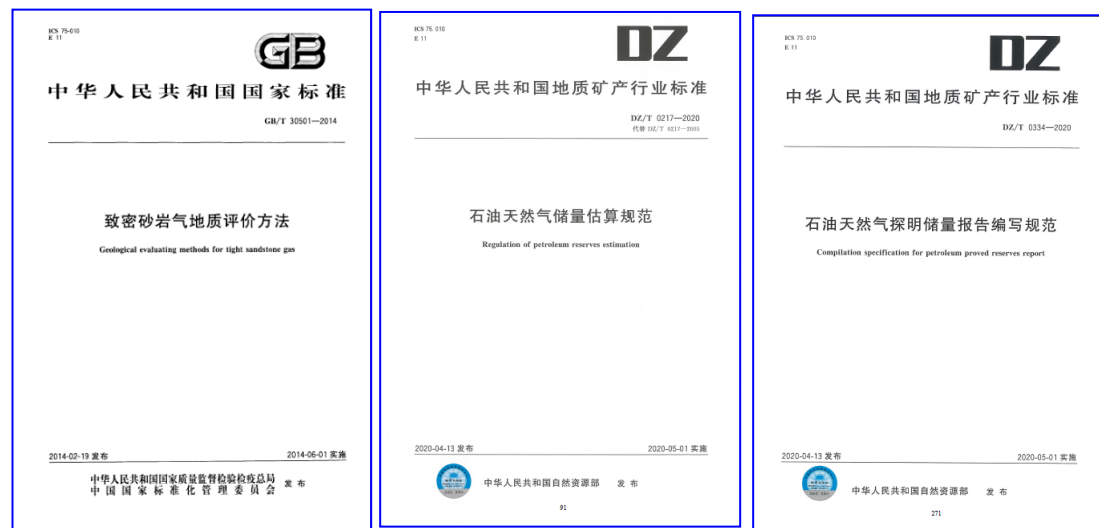 ICS 75-010
E 11
GB
中华人民共和国国家标准
GB/T 30501—2014
致密砂岩气地质评价方法
Geological evaluating methods for tight sandstone gas
2014-02-19 发布
2014-06-01 实施
中华人民共和国国家质量监督检验检疫总局
中国国家标准化管理委员会
发布
ICS 75.010
E 11
DZ
中华人民共和国地质矿产行业标准
DZ/T 0217—2020
代替 DZ/T 0217—2005
石油天然气储量估算规范
Regulation of petroleum reserves estimation
2020-04-13 发布
2020-05-01 实施
中华人民共和国自然资源部 发布
91
ICS 75.010
E 11
DZ
中华人民共和国地质矿产行业标准
DZ/T 0334—2020
石油天然气探明储量报告编写规范
Compilation specification for petroleum proved reserves report
2020-04-13 发布
2020-05-01 实施
中华人民共和国自然资源部 发布
271